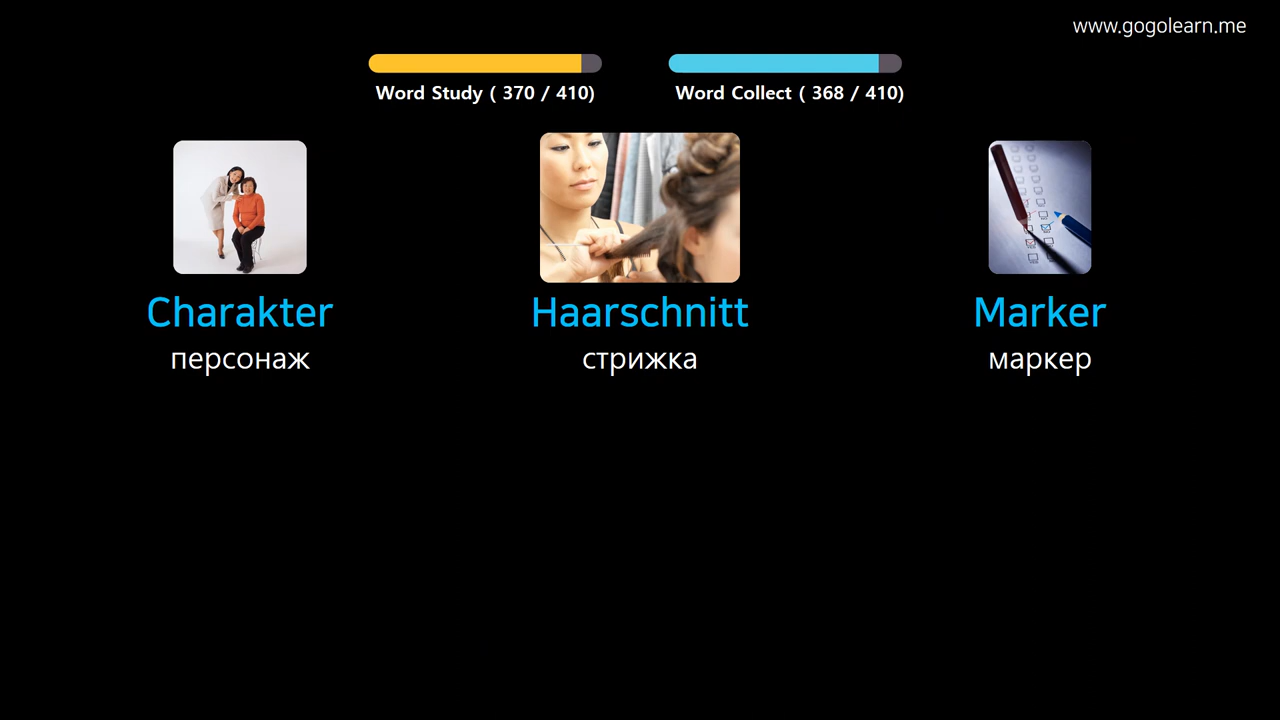 www.gogolearn.me
Word Study ( 370 / 410)
Word Collect ( 368 / 410)
Charakter
персонаж
Haarschnitt
стрижка
Marker
маркер